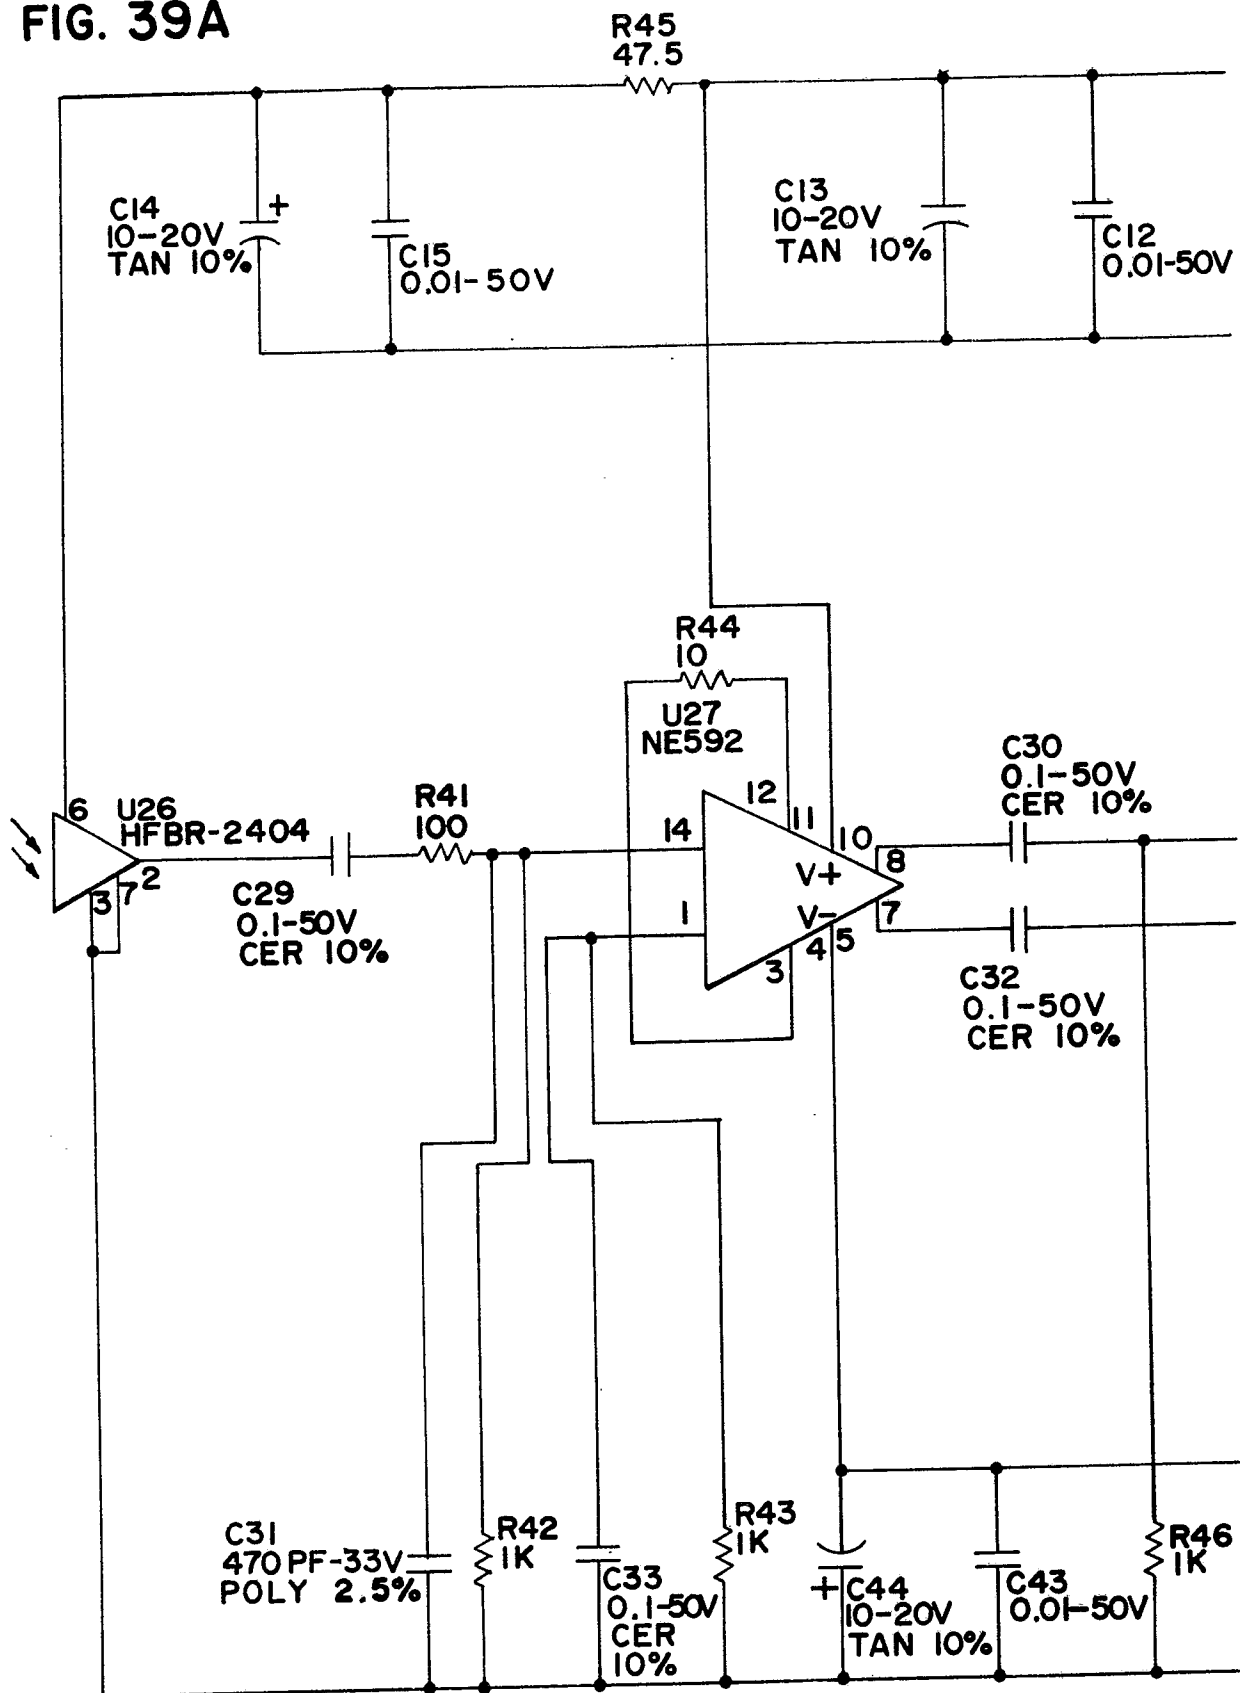 FIG. 39A
R45
47.5
C14
10-20V
TAN 10%
+
C15
0.01-50V
C13
10-20V
TAN 10%
C12
0.01-50V
R44
10
U27
NE592
C30
0.1-50V
CER 10%
6
U26
HFBR-2404
2
7
3
R41
100
C29
0.1-50V
CER 10%
14
1
12
11
10
V+
8
V-
7
5
4
3
C32
0.1-50V
CER 10%
C31
470 PF-33V
POLY 2.5%
R42
1K
C33
0.1-50V
CER
10%
R43
1K
+
C44
10-20V
TAN 10%
C43
0.01-50V
R46
1K